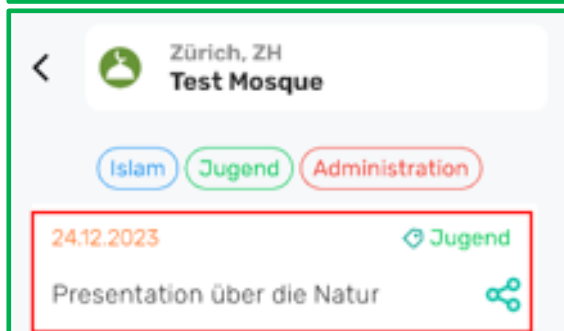 Zürich, ZH
Test Mosque
Islam Jugend Administration
24.12.2023 Jugend
Presentation über die Natur